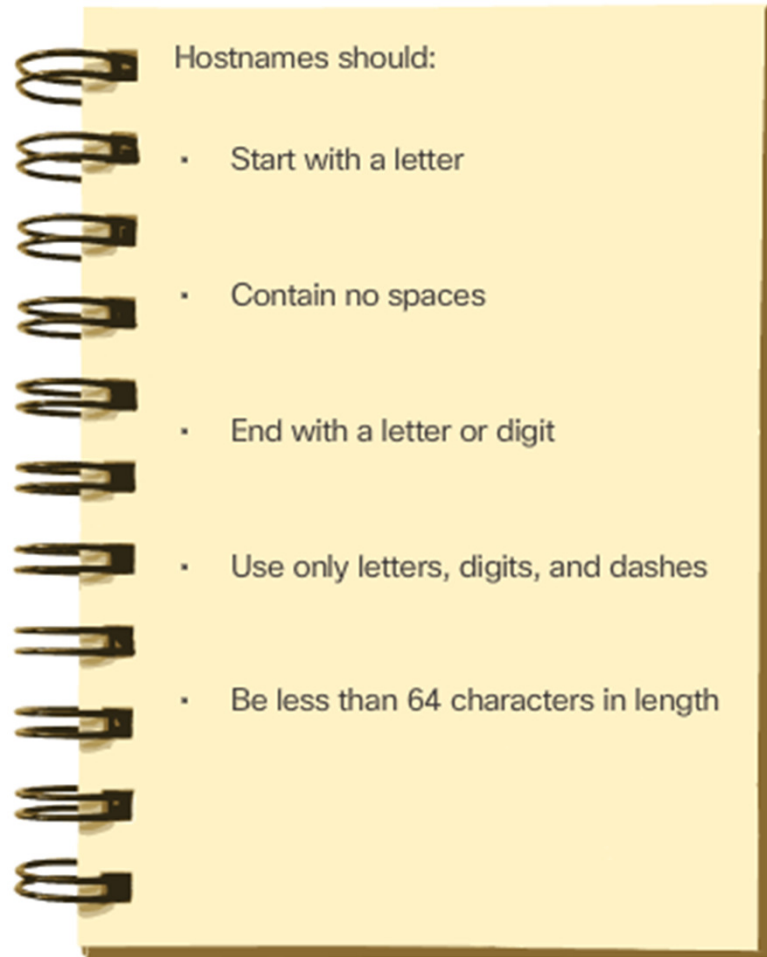 Hostnames should:
· Start with a letter
· Contain no spaces
· End with a letter or digit
· Use only letters, digits, and dashes
· Be less than 64 characters in length